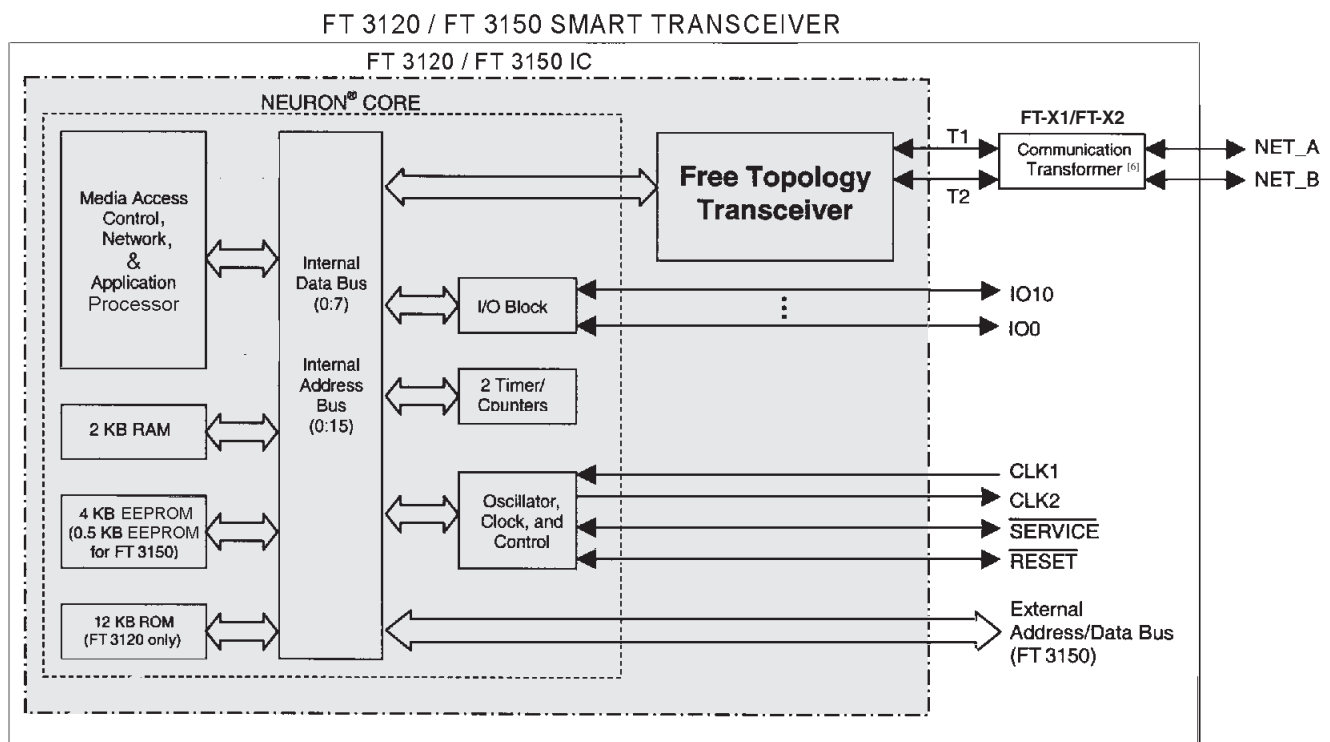 FT 3120 / FT 3150 SMART TRANSCEIVER
FT 3120 / FT 3150 IC
NEURON® CORE
Media Access
Control,
Network,
&
Application
Processor
2 KB RAM
4 KB EEPROM
(0.5 KB EEPROM
for FT 3150)
12 KB ROM
(FT 3120 only)
Internal
Data Bus
(0:7)
Internal
Address
Bus
(0:15)
Free Topology
Transceiver
I/O Block
2 Timer/
Counters
Oscillator,
Clock, and
Control
T1
T2
FT-X1/FT-X2
Communication
Transformer [6]
NET_A
NET_B
IO10
IO0
CLK1
CLK2
SERVICE
RESET
External
Address/Data Bus
(FT 3150)